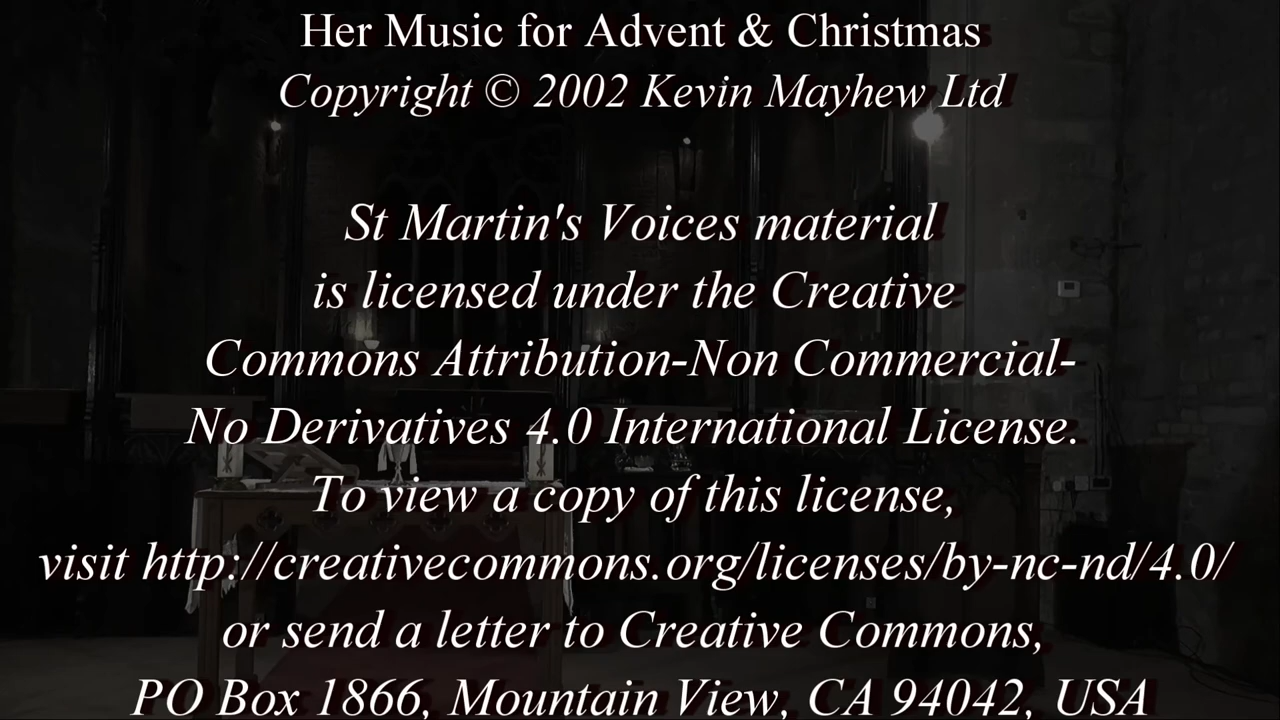 Her Music for Advent & Christmas
Copyright © 2002 Kevin Mayhew Ltd
St Martin's Voices material
is licensed under the Creative
Commons Attribution-Non Commercial-
No Derivatives 4.0 International License.
To view a copy of this license,
visit http://creativecommons.org/licenses/by-nc-nd/4.0/
or send a letter to Creative Commons,
PO Box 1866, Mountain View, CA 94042, USA